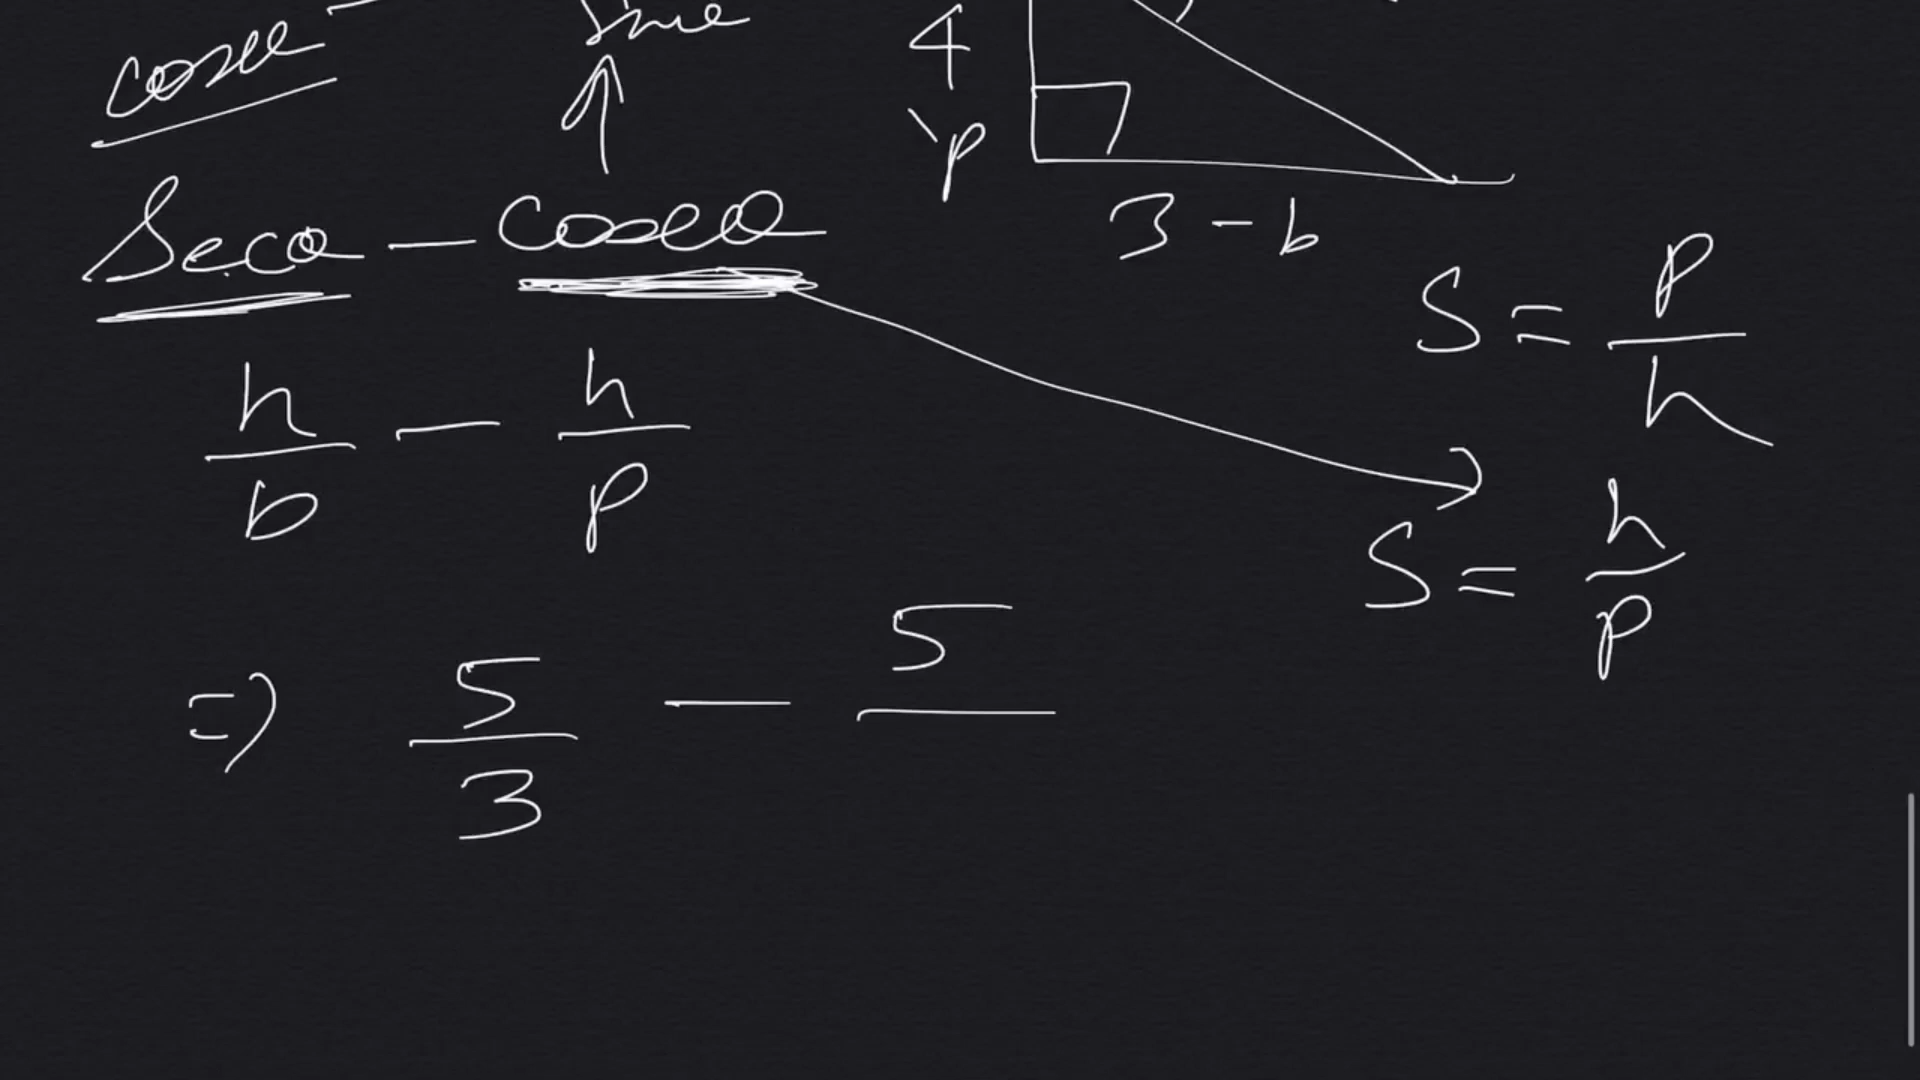 cosec
Sine
4
p
3 - b
Secθ - Cosecθ
S = p/h
h/b - h/p
S = h/p
=> 5/3 - 5/